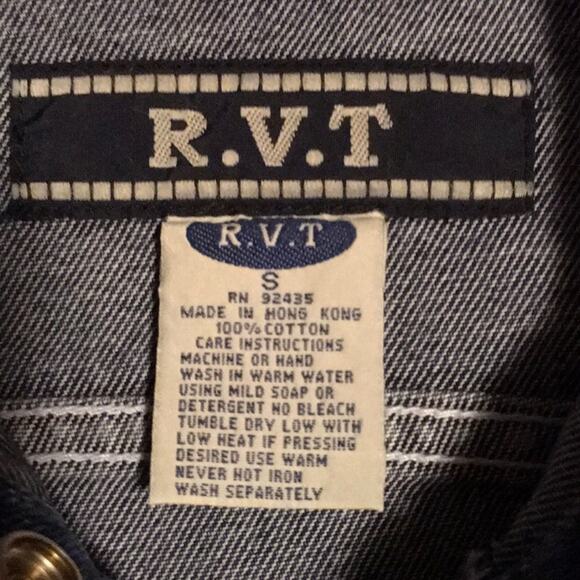 R.V.T
R.V.T
S
RN 92435
MADE IN HONG KONG
100% COTTON
CARE INSTRUCTIONS
MACHINE OR HAND
WASH IN WARM WATER
USING MILD SOAP OR
DETERGENT NO BLEACH
TUMBLE DRY LOW WITH
LOW HEAT IF PRESSING
DESIRED USE WARM
NEVER HOT IRON
WASH SEPARATELY